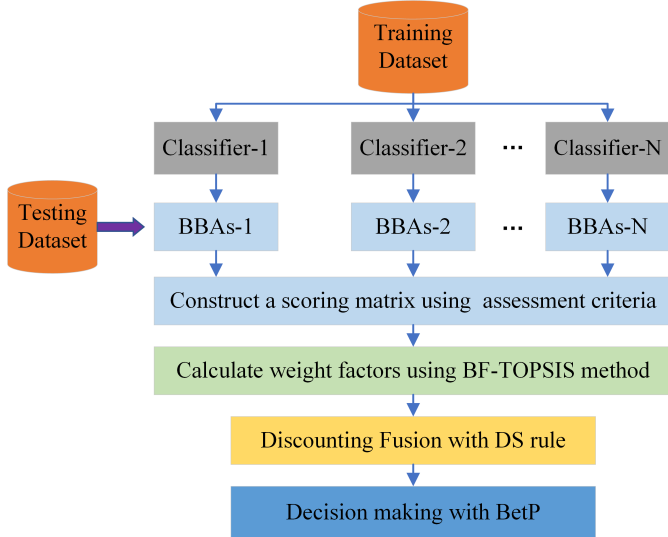 Training
Dataset
Classifier-1
Classifier-2
...
Classifier-N
Testing
Dataset
BBAs-1
BBAs-2
...
BBAs-N
Construct a scoring matrix using assessment criteria
Calculate weight factors using BF-TOPSIS method
Discounting Fusion with DS rule
Decision making with BetP